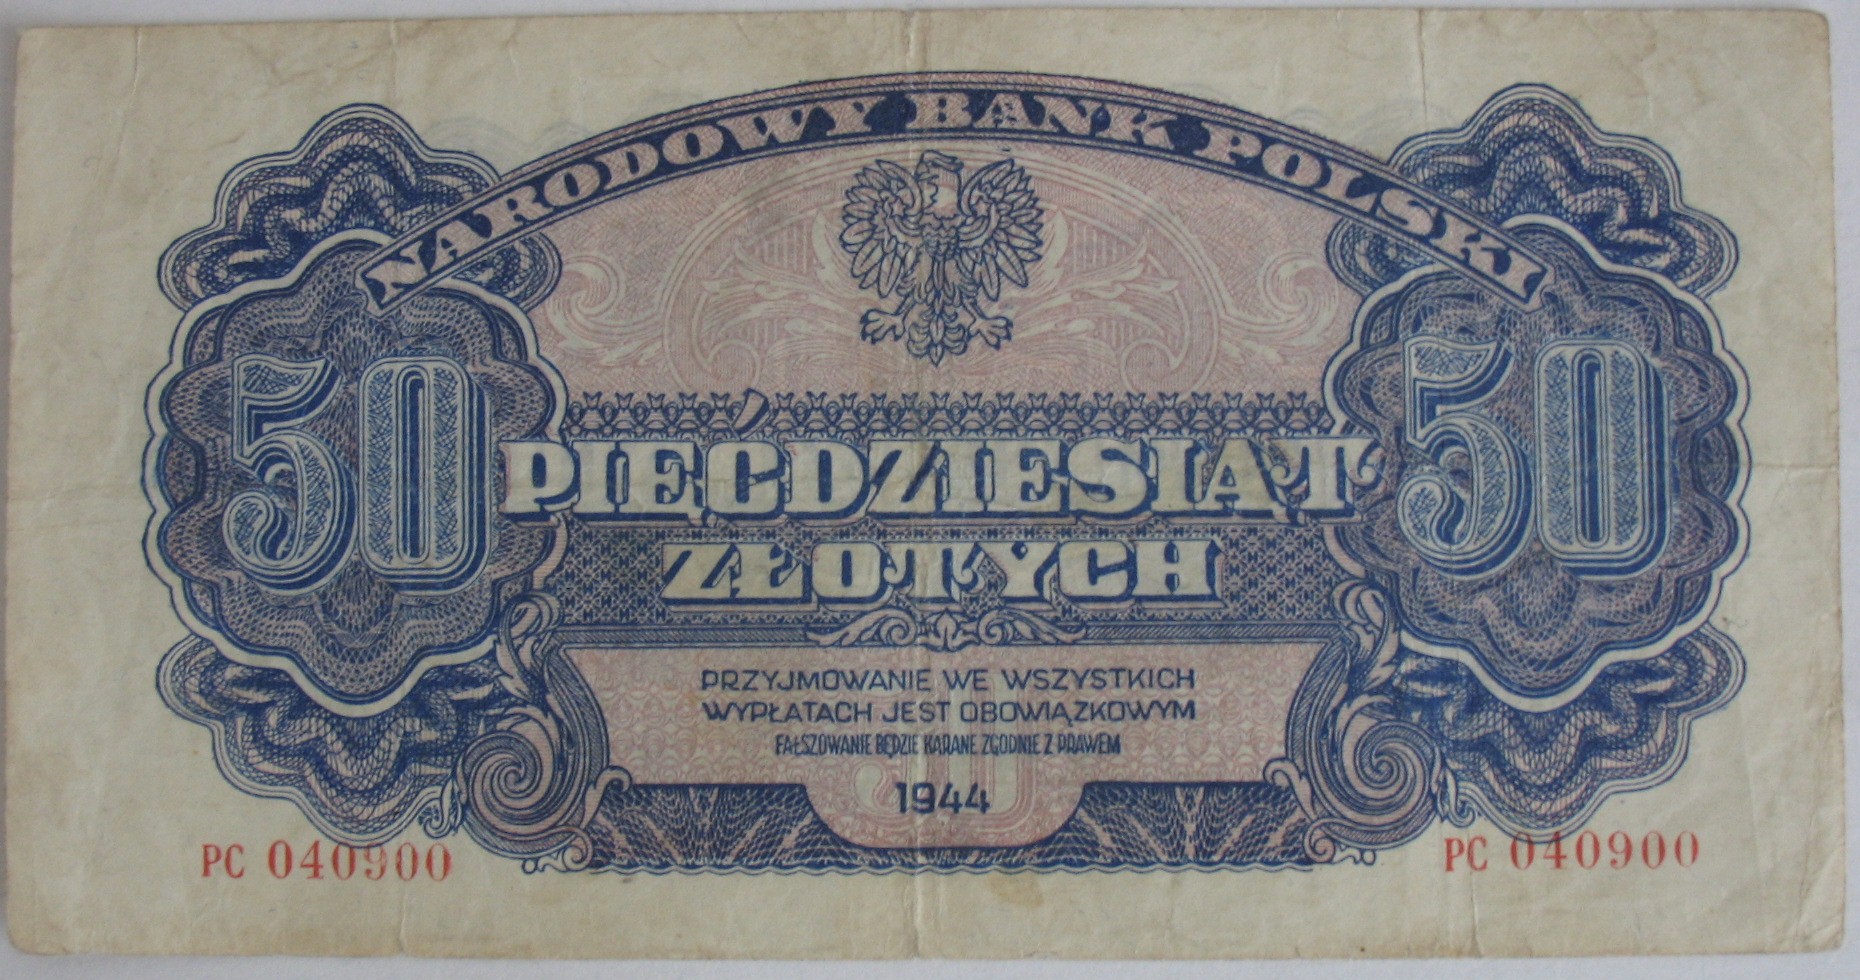 NARODOWY BANK POLSKI
50 50
PIĘĆDZIESIĄT
ZŁOTYCH
PRZYJMOWANIE WE WSZYSTKICH
WYPŁATACH JEST OBOWIĄZKOWYM
FAŁSZOWANIE BĘDZIE KARANE ZGODNIE Z PRAWEM
50
1944
PC 040900 PC 040900